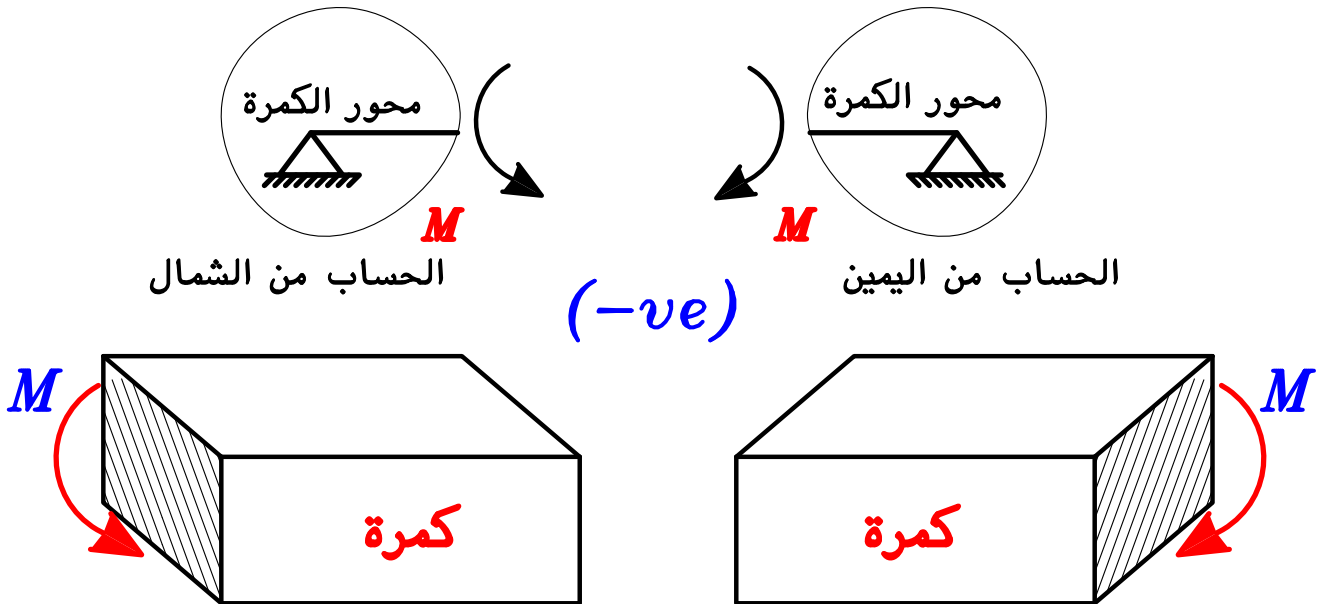 محور الكمرة
محور الكمرة
M
M
الحساب من الشمال
الحساب من اليمين
(-ve)
M
M
كمرة
كمرة